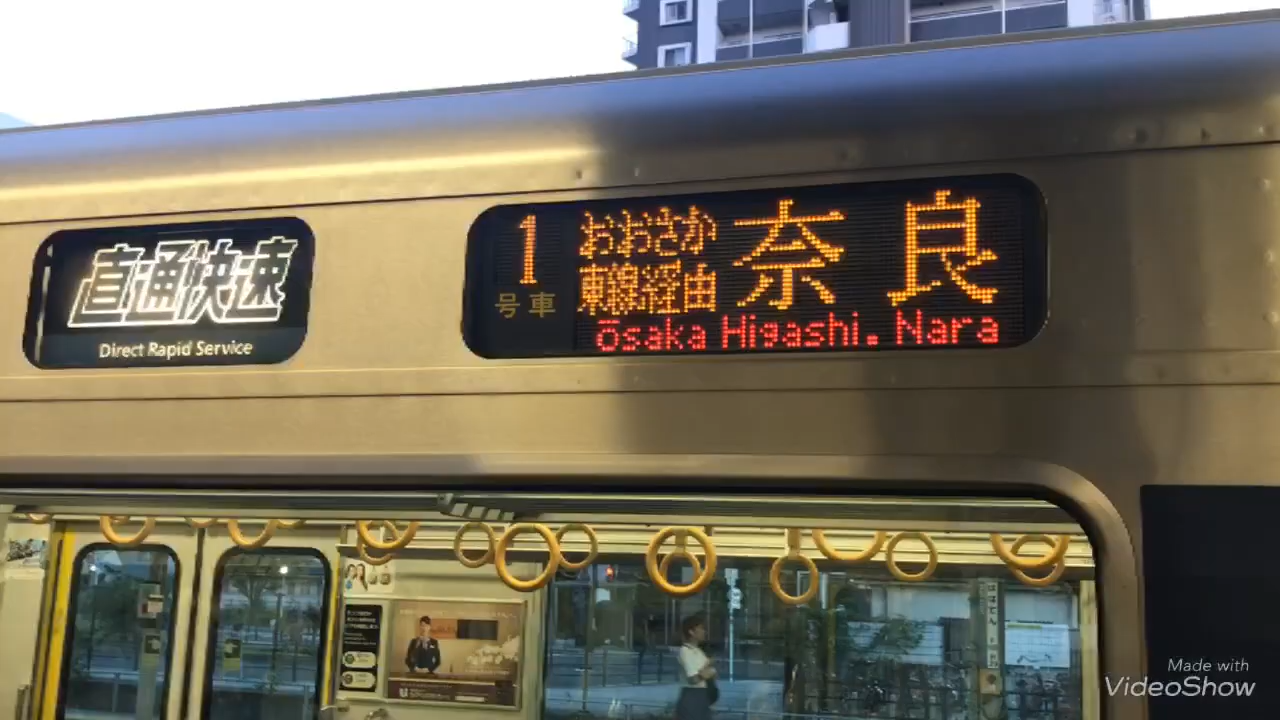 直通快速
Direct Rapid Service
1
号車
おおさか
東線経由
奈良
Ōsaka Higashi. Nara
Made with
VideoShow